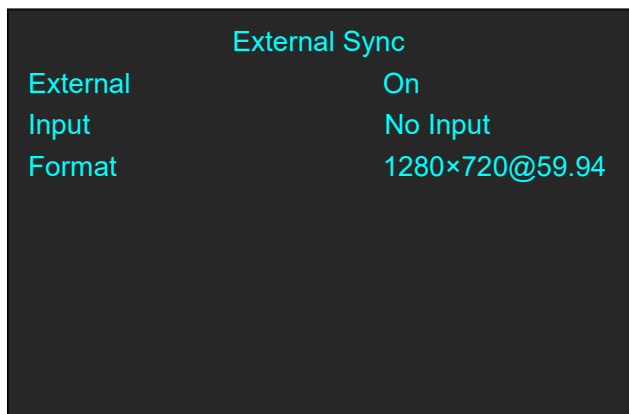 External Sync
External On
Input No Input
Format 1280×720@59.94